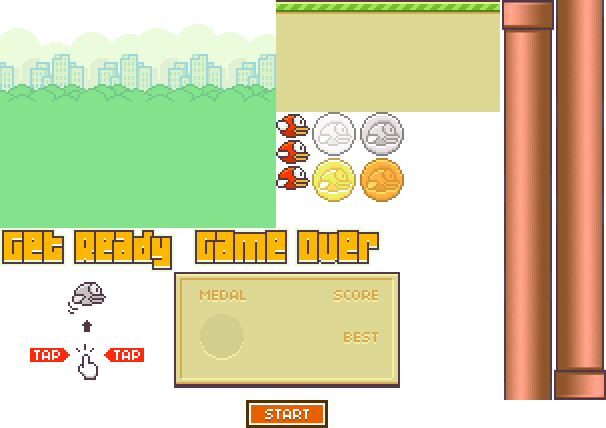 Get Ready Game Over
MEDAL SCORE
BEST
TAP TAP
START